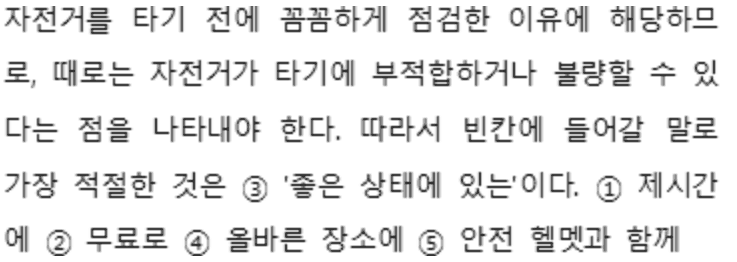 자전거를 타기 전에 꼼꼼하게 점검한 이유에 해당하므
로, 때로는 자전거가 타기에 부적합하거나 불량할 수 있
다는 점을 나타내야 한다. 따라서 빈칸에 들어갈 말로
가장 적절한 것은 ③ '좋은 상태에 있는'이다. ① 제시간
에 ② 무료로 ④ 올바른 장소에 ⑤ 안전 헬멧과 함께